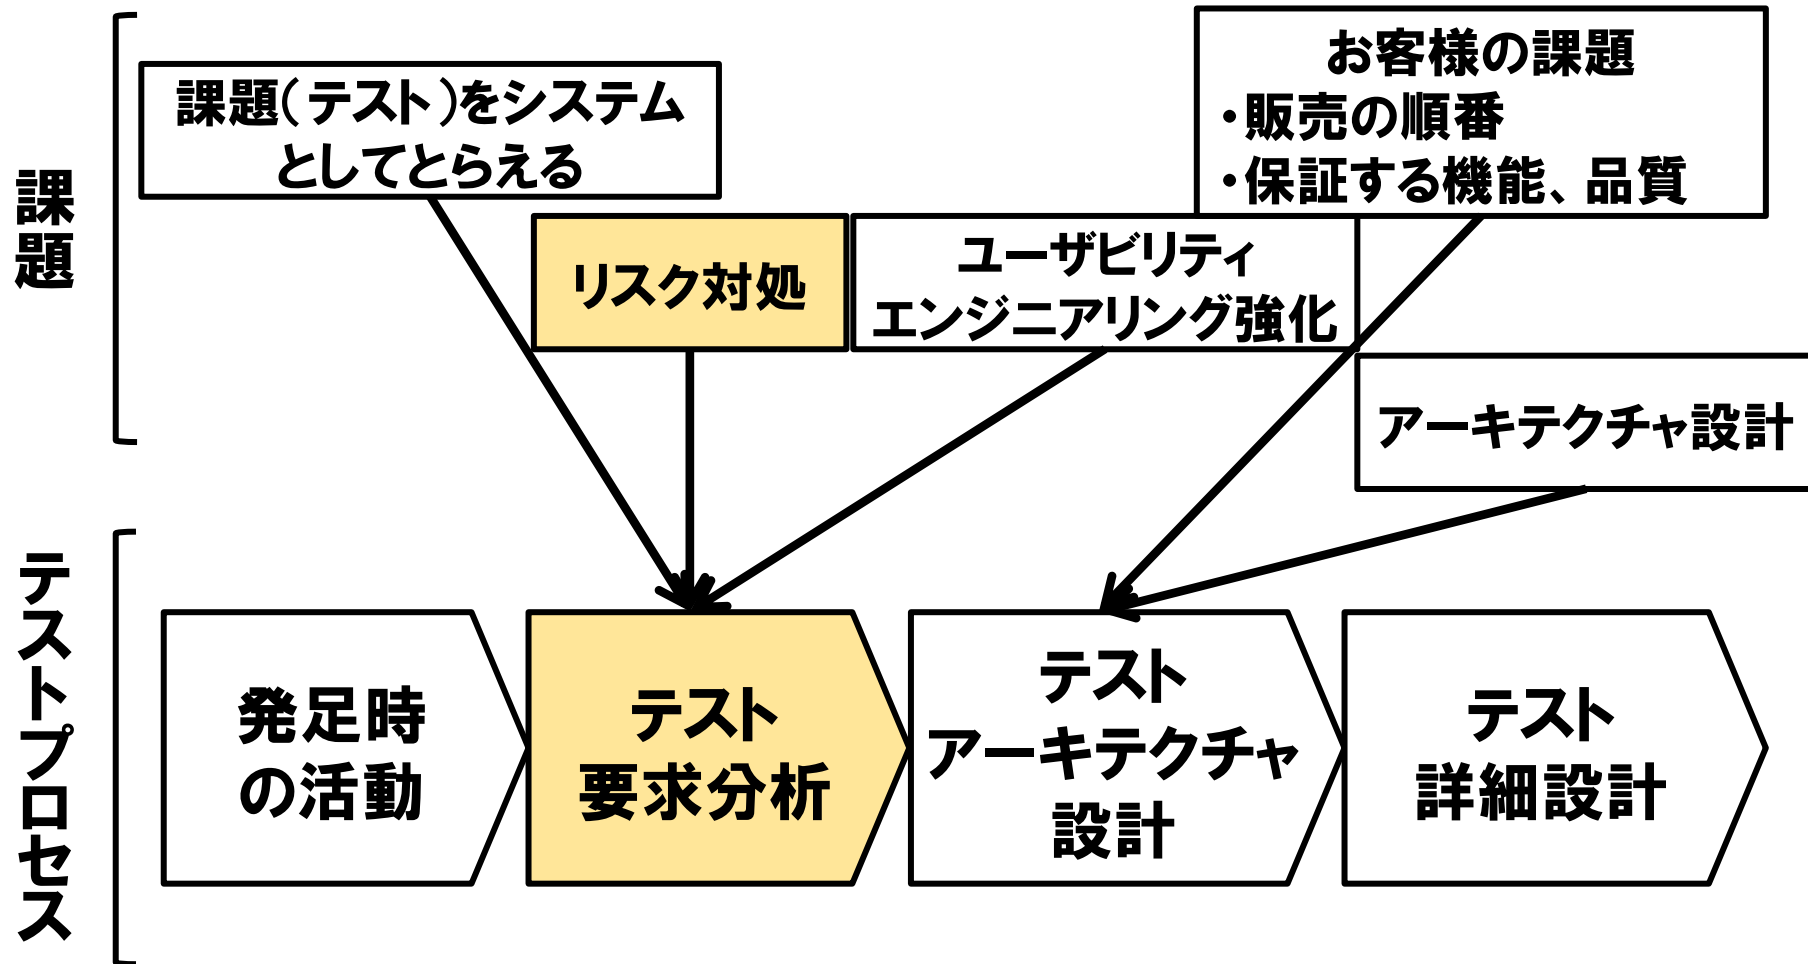 課題
課題（テスト）をシステム
としてとらえる
お客様の課題
・販売の順番
・保証する機能、品質
リスク対処
ユーザビリティ
エンジニアリング強化
アーキテクチャ設計
テストプロセス
発足時
の活動
テスト
要求分析
テスト
アーキテクチャ
設計
テスト
詳細設計